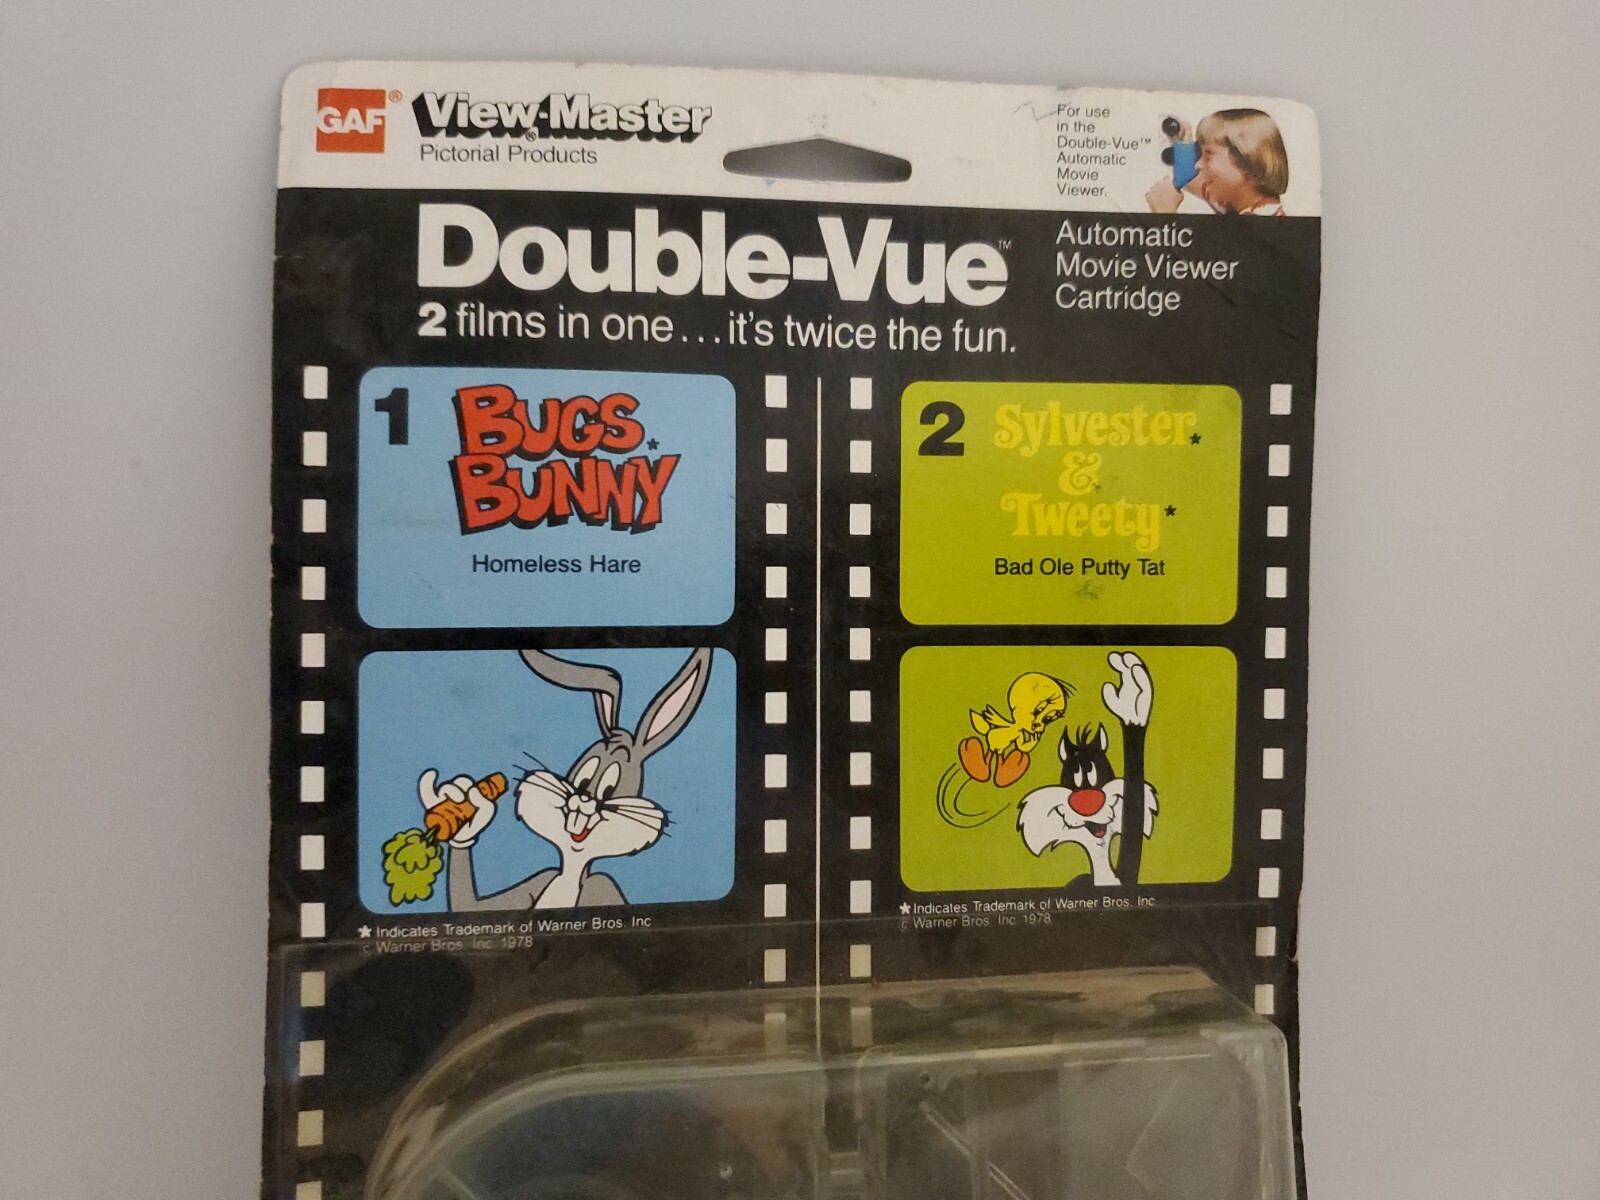 GAF®
View-Master®
Pictorial Products
For use
in the
Double-Vue™
Automatic
Movie
Viewer.
Double-Vue™
2 films in one...it's twice the fun.
Automatic
Movie Viewer
Cartridge
1
BUGS
BUNNY*
Homeless Hare
2
Sylvester*
&
Tweety*
Bad Ole Putty Tat
★ Indicates Trademark of Warner Bros. Inc
© Warner Bros. Inc. 1978
★ Indicates Trademark of Warner Bros. Inc
© Warner Bros. Inc. 1978